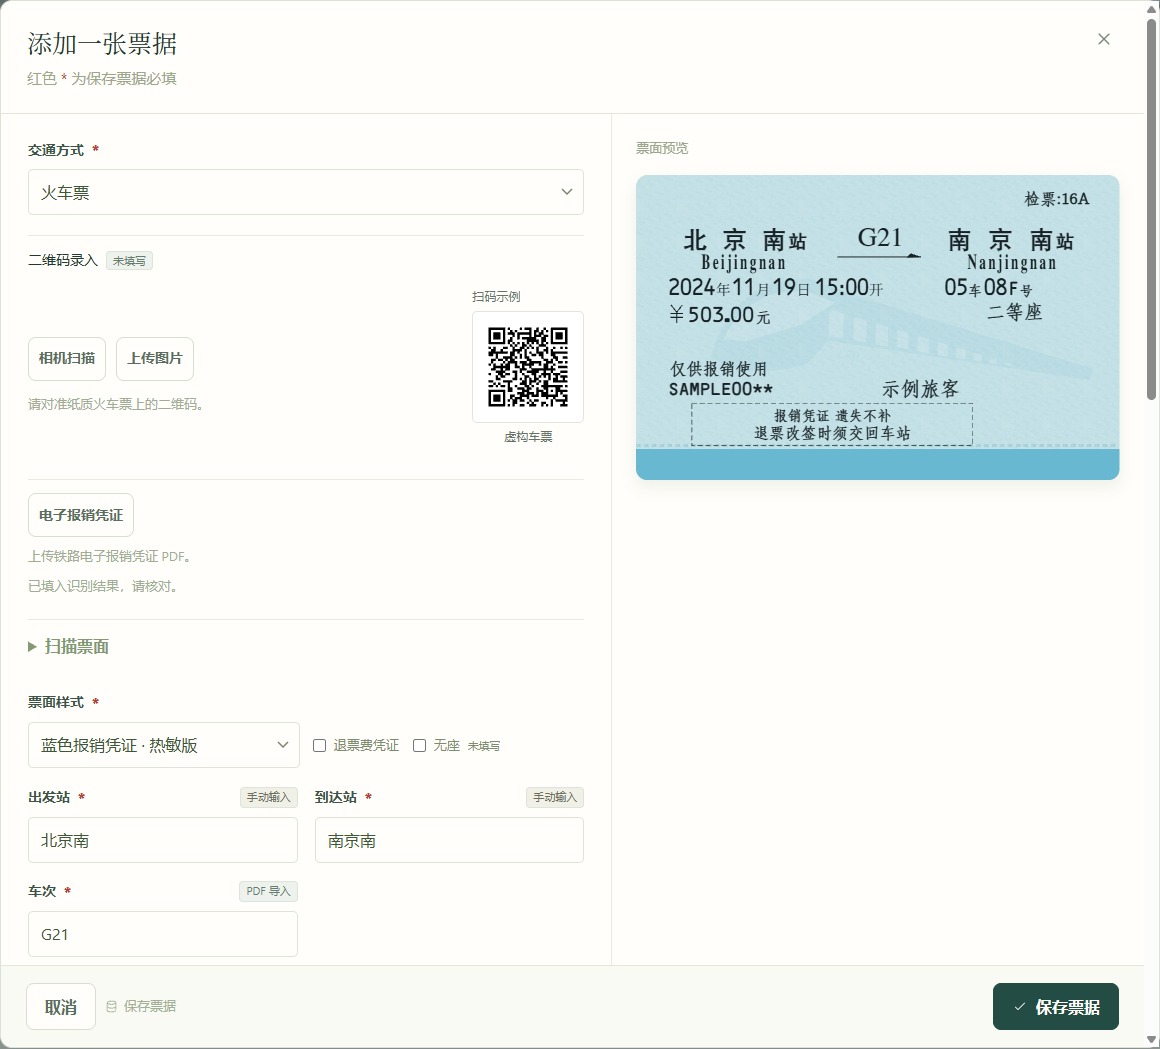 添加一张票据
红色 * 为保存票据必填
交通方式 *
火车票
二维码录入 未填写
扫码示例
相机扫描 上传图片
请对准纸质火车票上的二维码。
虚构车票
电子报销凭证
上传铁路电子报销凭证 PDF。
已填入识别结果，请核对。
扫描票面
票面样式 *
蓝色报销凭证 · 热敏版 退票费凭证 无座 未填写
出发站 * 手动输入 到达站 * 手动输入
北京南 南京南
车次 * PDF 导入
G21
票面预览
检票:16A
北京南站 G21 南京南站
Beijingnan Nanjingnan
2024年11月19日 15:00开 05车08F号
￥503.00元 二等座
仅供报销使用
SAMPLE00** 示例旅客
报销凭证 遗失不补
退票改签时须交回车站
取消 保存票据 保存票据